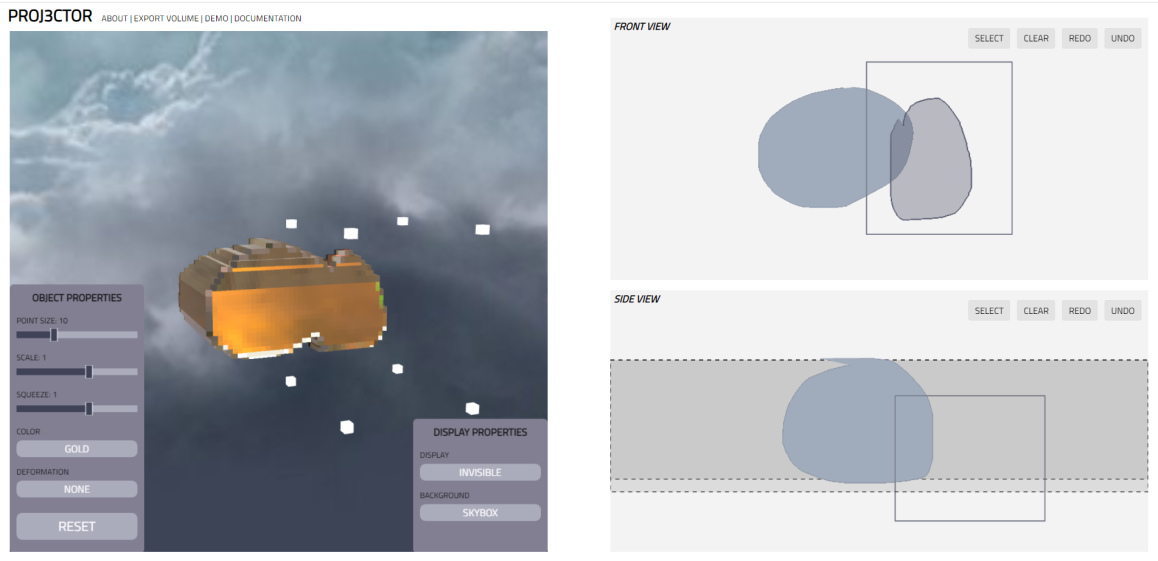 PROJ3CTOR ABOUT | EXPORT VOLUME | DEMO | DOCUMENTATION
OBJECT PROPERTIES
POINT SIZE: 10
SCALE: 1
SQUEEZE: 1
COLOR
GOLD
DEFORMATION
NONE
RESET
DISPLAY PROPERTIES
DISPLAY
INVISIBLE
BACKGROUND
SKYBOX
FRONT VIEW
SELECT CLEAR REDO UNDO
SIDE VIEW
SELECT CLEAR REDO UNDO